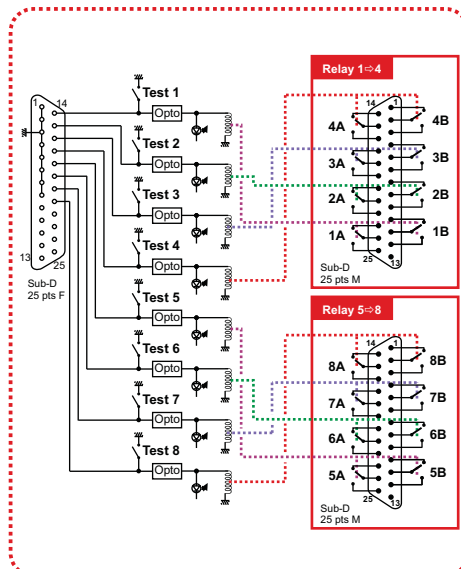 Relay 1⇨4
1
14
Test 1
Opto
Test 2
Opto
Test 3
Opto
Test 4
Opto
Test 5
Opto
Test 6
Opto
Test 7
Opto
Test 8
Opto
13
25
Sub-D
25 pts F
14
1
4A
4B
3A
3B
2A
2B
1A
1B
25
13
Sub-D
25 pts M
Relay 5⇨8
14
1
8A
8B
7A
7B
6A
6B
5A
5B
25
13
Sub-D
25 pts M